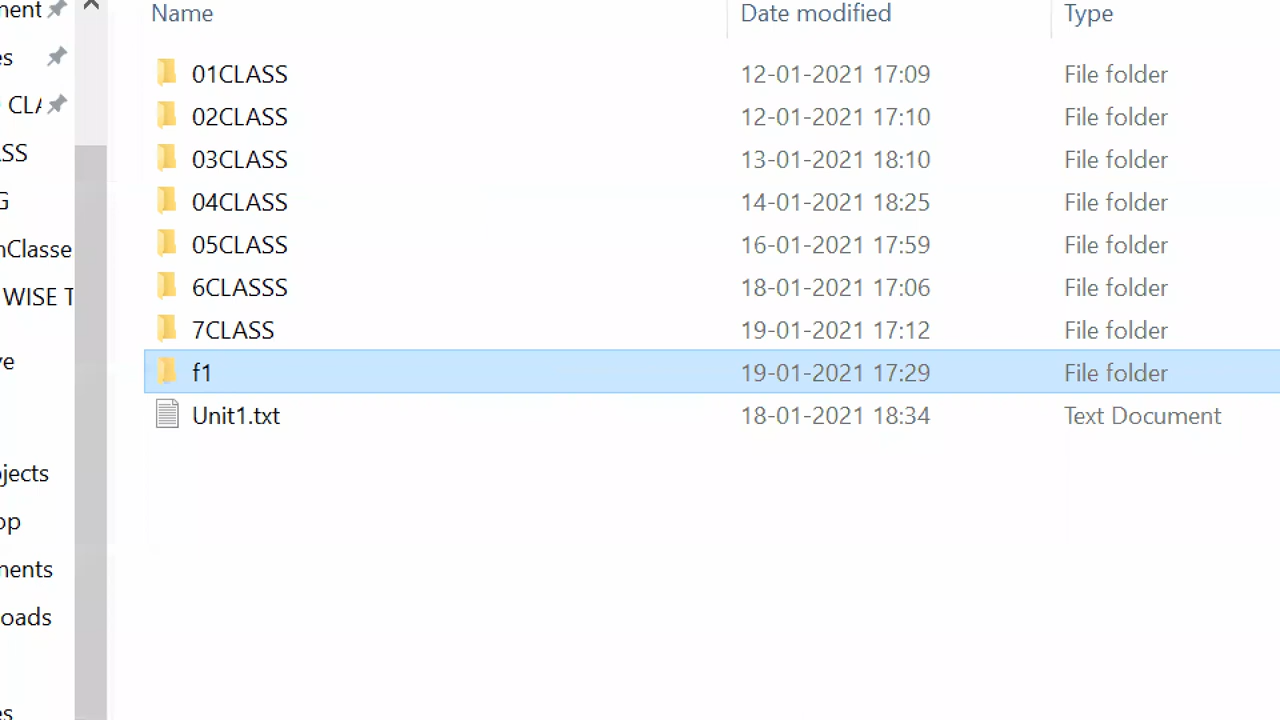 Name Date modified Type
01CLASS 12-01-2021 17:09 File folder
02CLASS 12-01-2021 17:10 File folder
03CLASS 13-01-2021 18:10 File folder
04CLASS 14-01-2021 18:25 File folder
05CLASS 16-01-2021 17:59 File folder
6CLASSS 18-01-2021 17:06 File folder
7CLASS 19-01-2021 17:12 File folder
f1 19-01-2021 17:29 File folder
Unit1.txt 18-01-2021 18:34 Text Document
WISE